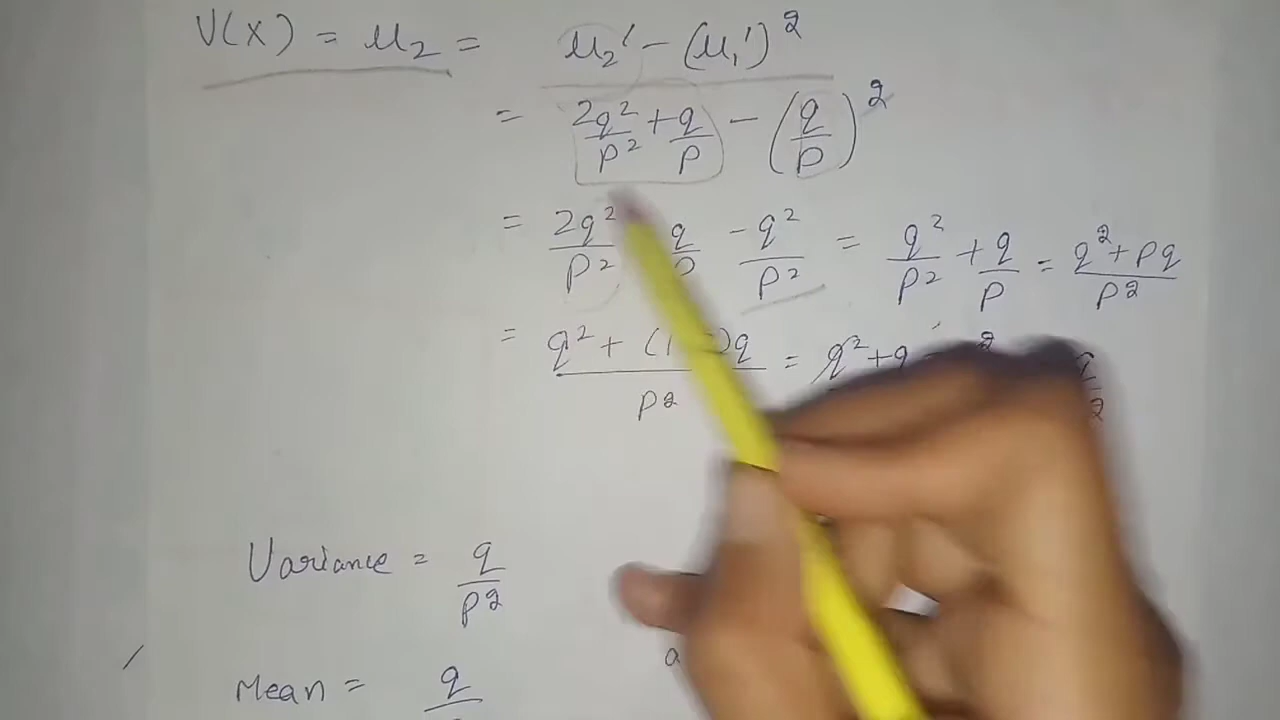 V(X) = μ₂ = μ₂′ − (μ₁′)²
= 2q²/p² + q/p − (q/p)²
= 2q²/p² q/p − q²/p² = q²/p² + q/p = q² + pq/p²
= q² + (1 )q/p² = q² + q
Variance = q/p²
Mean = q